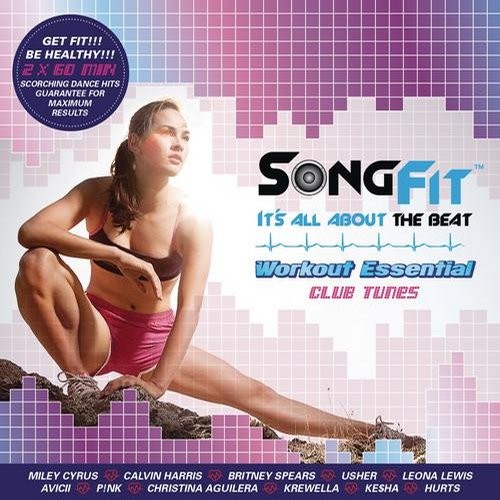 GET FIT!!!
BE HEALTHY!!!
2 x 60 MIN
SCORCHING DANCE HITS
GUARANTEE FOR
MAXIMUM
RESULTS
SONGFIT™
IT'S ALL ABOUT THE BEAT
Workout Essential
CLUB TUNES
MILEY CYRUS CALVIN HARRIS BRITNEY SPEARS USHER LEONA LEWIS
AVICII P!NK CHRISTINA AGUILERA KREWELLA KESHA HURTS